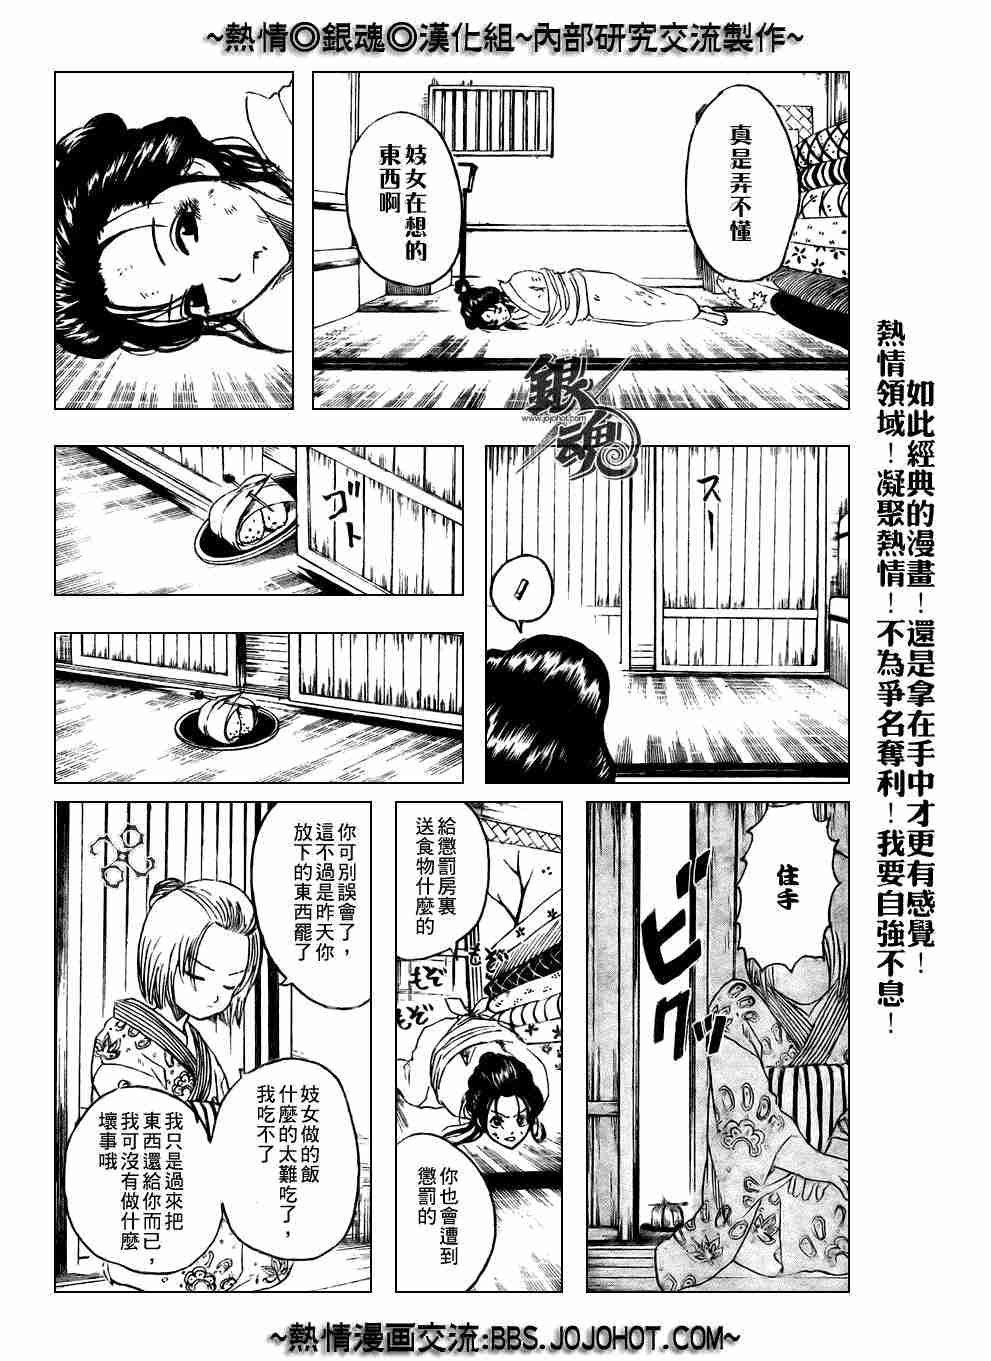 ~熱情◎銀魂◎漢化組~內部研究交流製作~
真是弄不懂
妓女在想的
東西啊
銀魂
www.jojohot.com
スー
！
ゴトッ
住手
ビクッ
給懲罰房裏
送食物什麼的
もぞ
もぞ
你也會遭到
懲罰的
你可別誤會了，
這不過是昨天你
放下的東西罷了
妓女做的飯
什麼的太難吃了，
我吃不了
我只是過來把
東西還給你而已，
我可沒有做什麼
壞事哦
如此經典的漫畫！還是拿在手中才更有感覺！
熱情領域！凝聚熱情！不為爭名奪利！我要自強不息！
~熱情漫画交流:BBS.JOJOHOT.COM~